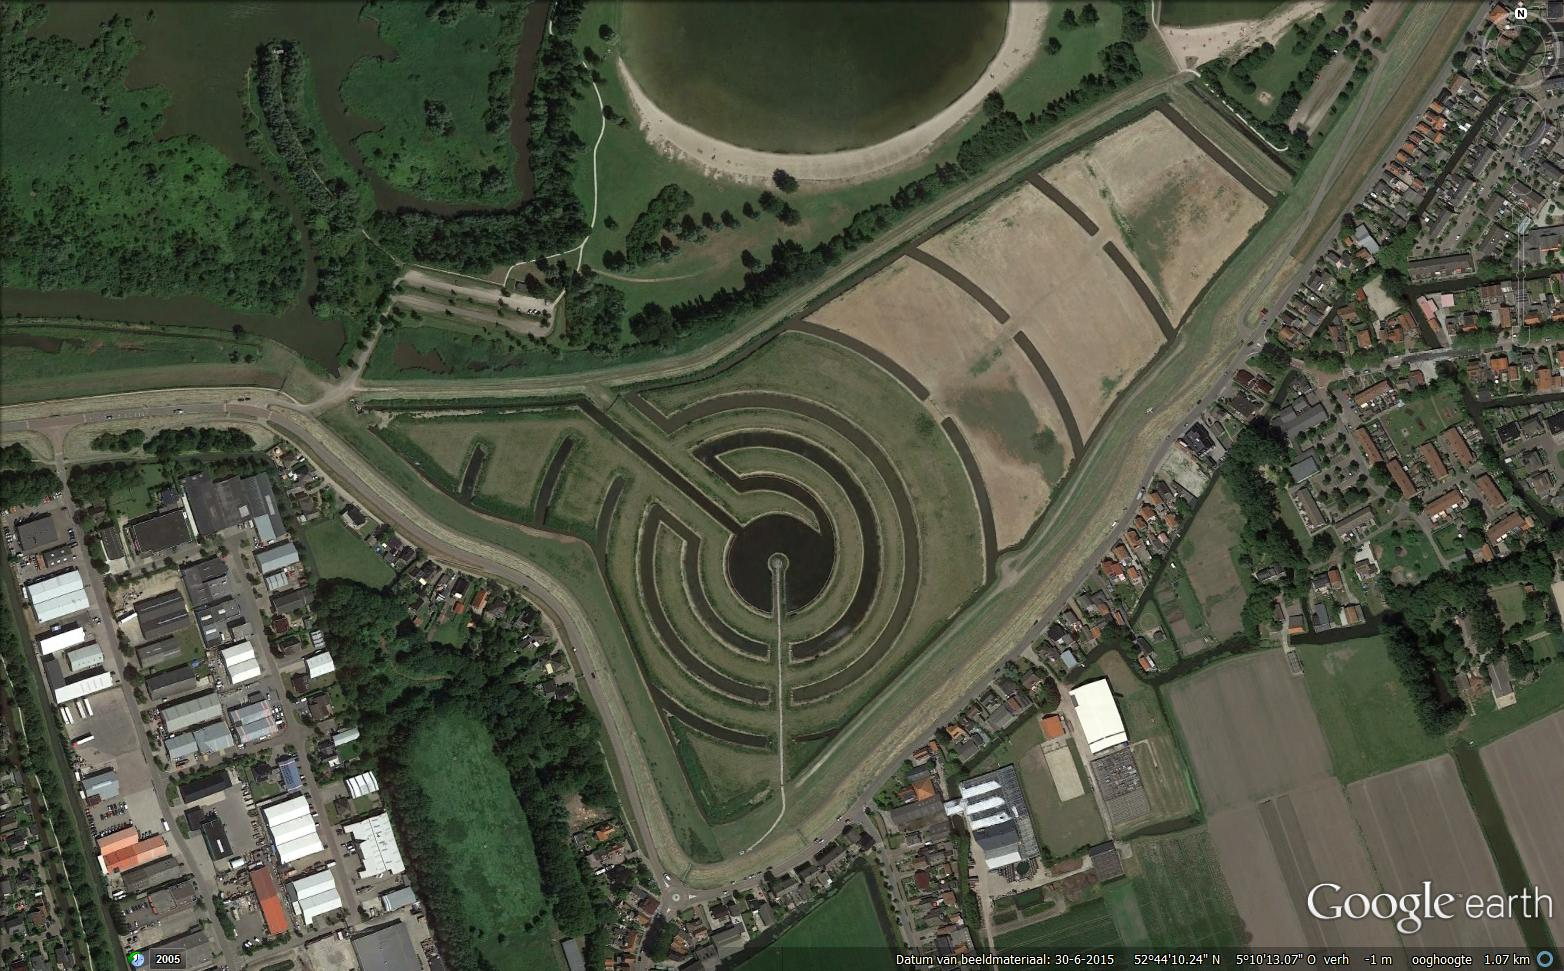 N
Google earth
2005
Datum van beeldmateriaal: 30-6-2015 52°44'10.24" N 5°10'13.07" O verh -1 m ooghoogte 1.07 km